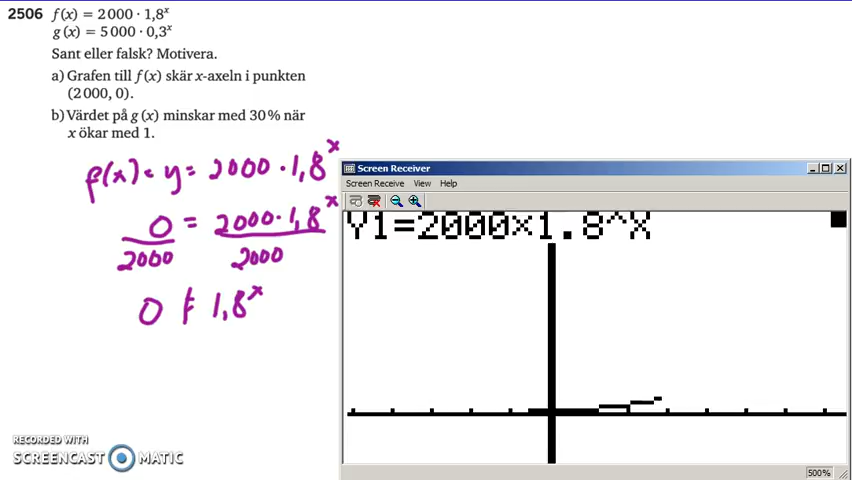 2506 f(x) = 2000 · 1,8^x
g(x) = 5000 · 0,3^x
Sant eller falsk? Motivera.
a) Grafen till f(x) skär x-axeln i punkten
(2000, 0).
b) Värdet på g(x) minskar med 30% när
x ökar med 1.
f(x) = y = 2000 · 1,8^x
0 = 2000 · 1,8^x
2000 2000
0 ≠ 1,8^x
Screen Receiver
Screen Receive View Help
Y1=2000×1.8^X
500%
RECORDED WITH
SCREENCAST MATIC